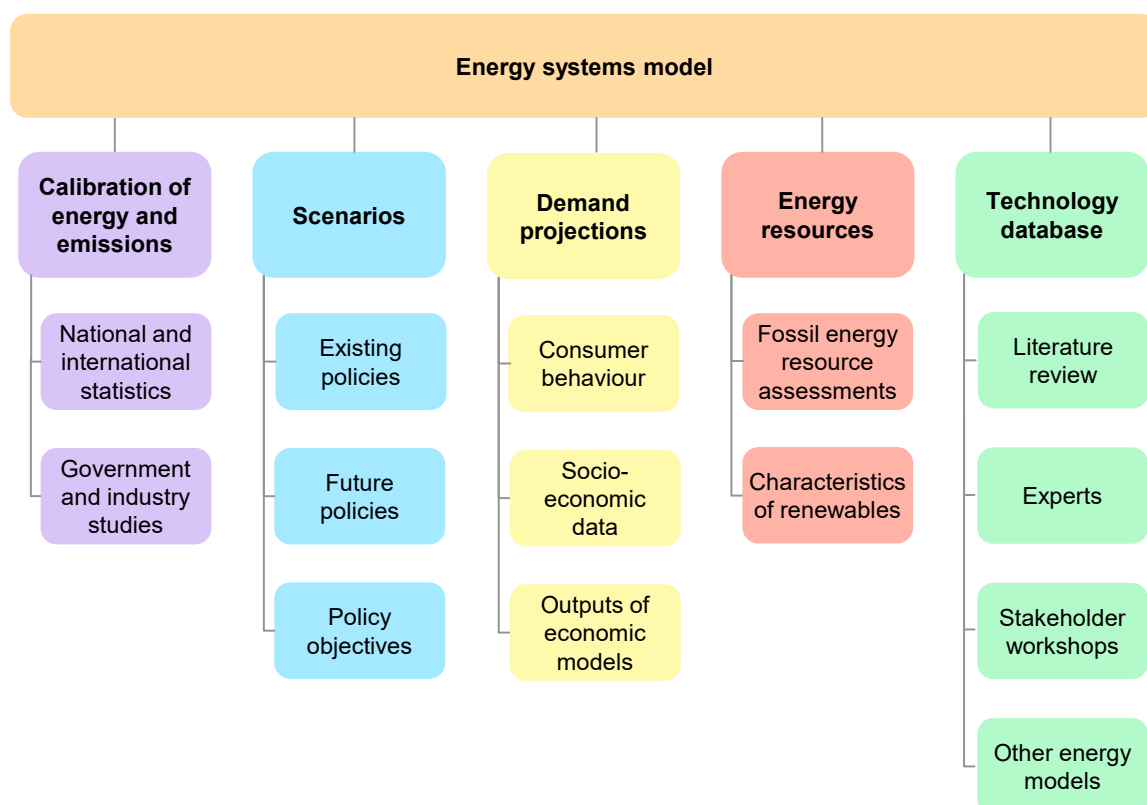 Energy systems model
Calibration of
energy and
emissions
National and
international
statistics
Government
and industry
studies
Scenarios
Existing
policies
Future
policies
Policy
objectives
Demand
projections
Consumer
behaviour
Socio-
economic
data
Outputs of
economic
models
Energy
resources
Fossil energy
resource
assessments
Characteristics
of renewables
Technology
database
Literature
review
Experts
Stakeholder
workshops
Other energy
models